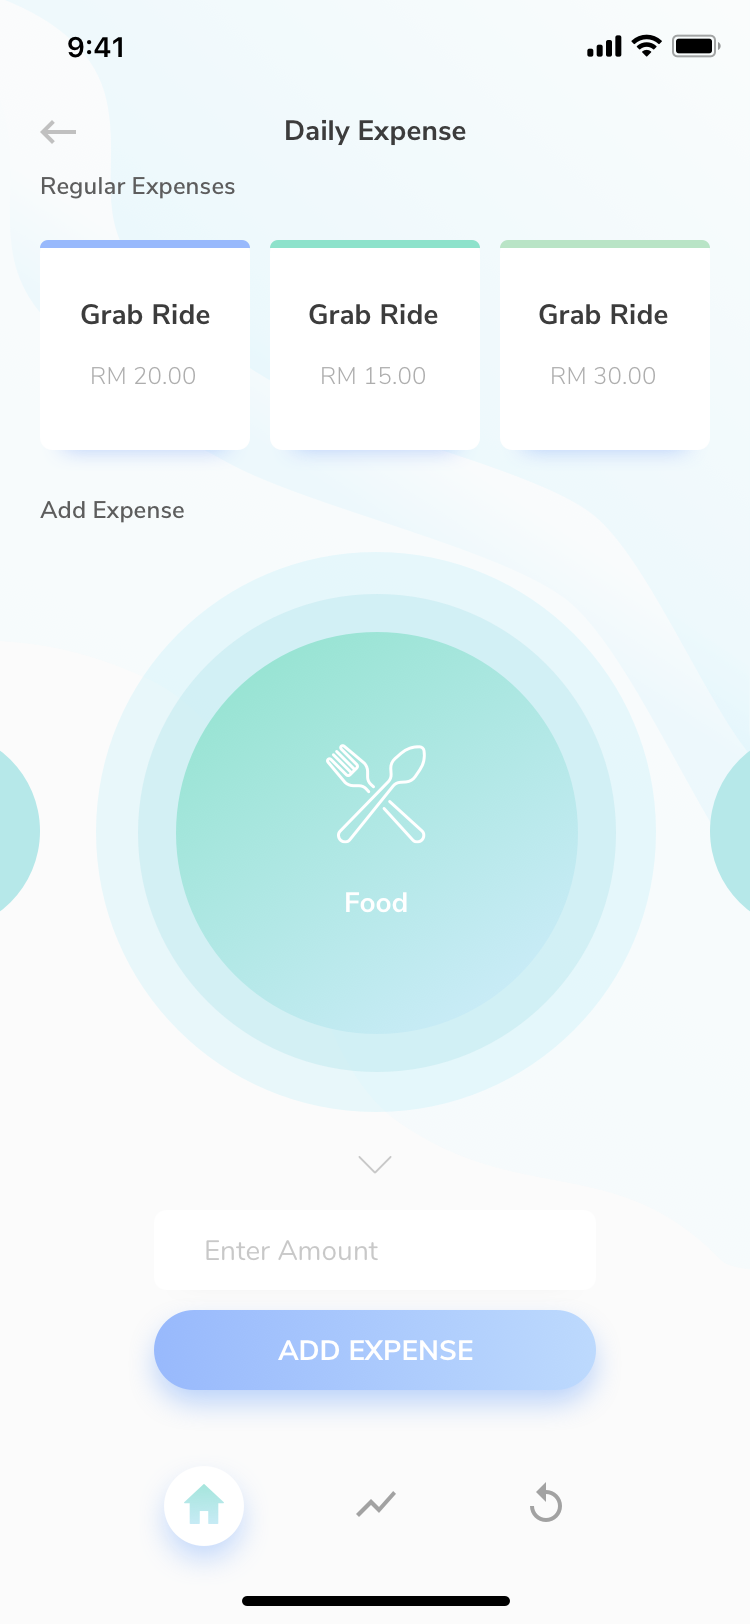 9:41
Daily Expense
Regular Expenses
Grab Ride
RM 20.00
Grab Ride
RM 15.00
Grab Ride
RM 30.00
Add Expense
Food
Enter Amount
ADD EXPENSE